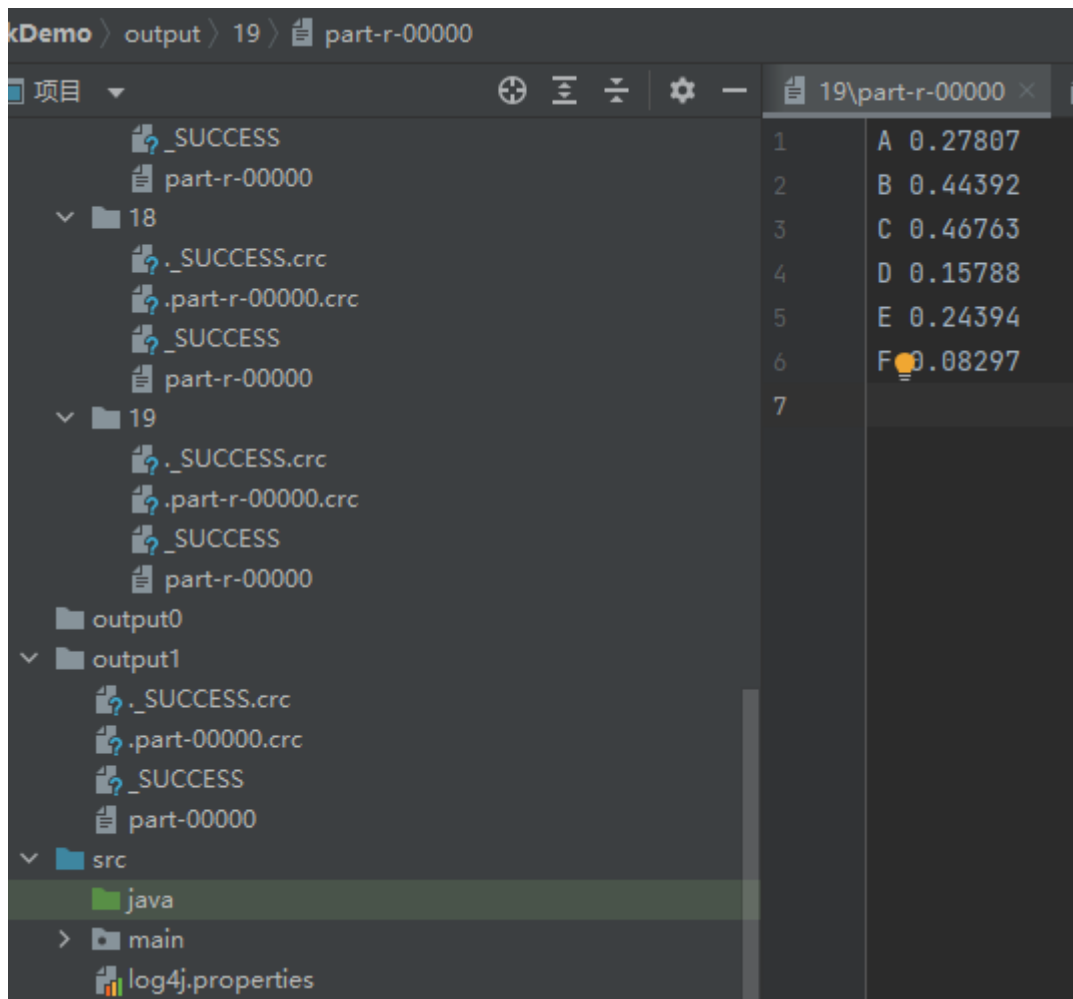 kDemo 〉 output 〉 19 〉 part-r-00000
项目
_SUCCESS
part-r-00000
18
._SUCCESS.crc
.part-r-00000.crc
_SUCCESS
part-r-00000
19
._SUCCESS.crc
.part-r-00000.crc
_SUCCESS
part-r-00000
output0
output1
._SUCCESS.crc
.part-00000.crc
_SUCCESS
part-00000
src
java
main
log4j.properties
19\part-r-00000
1 A 0.27807
2 B 0.44392
3 C 0.46763
4 D 0.15788
5 E 0.24394
6 F 0.08297
7